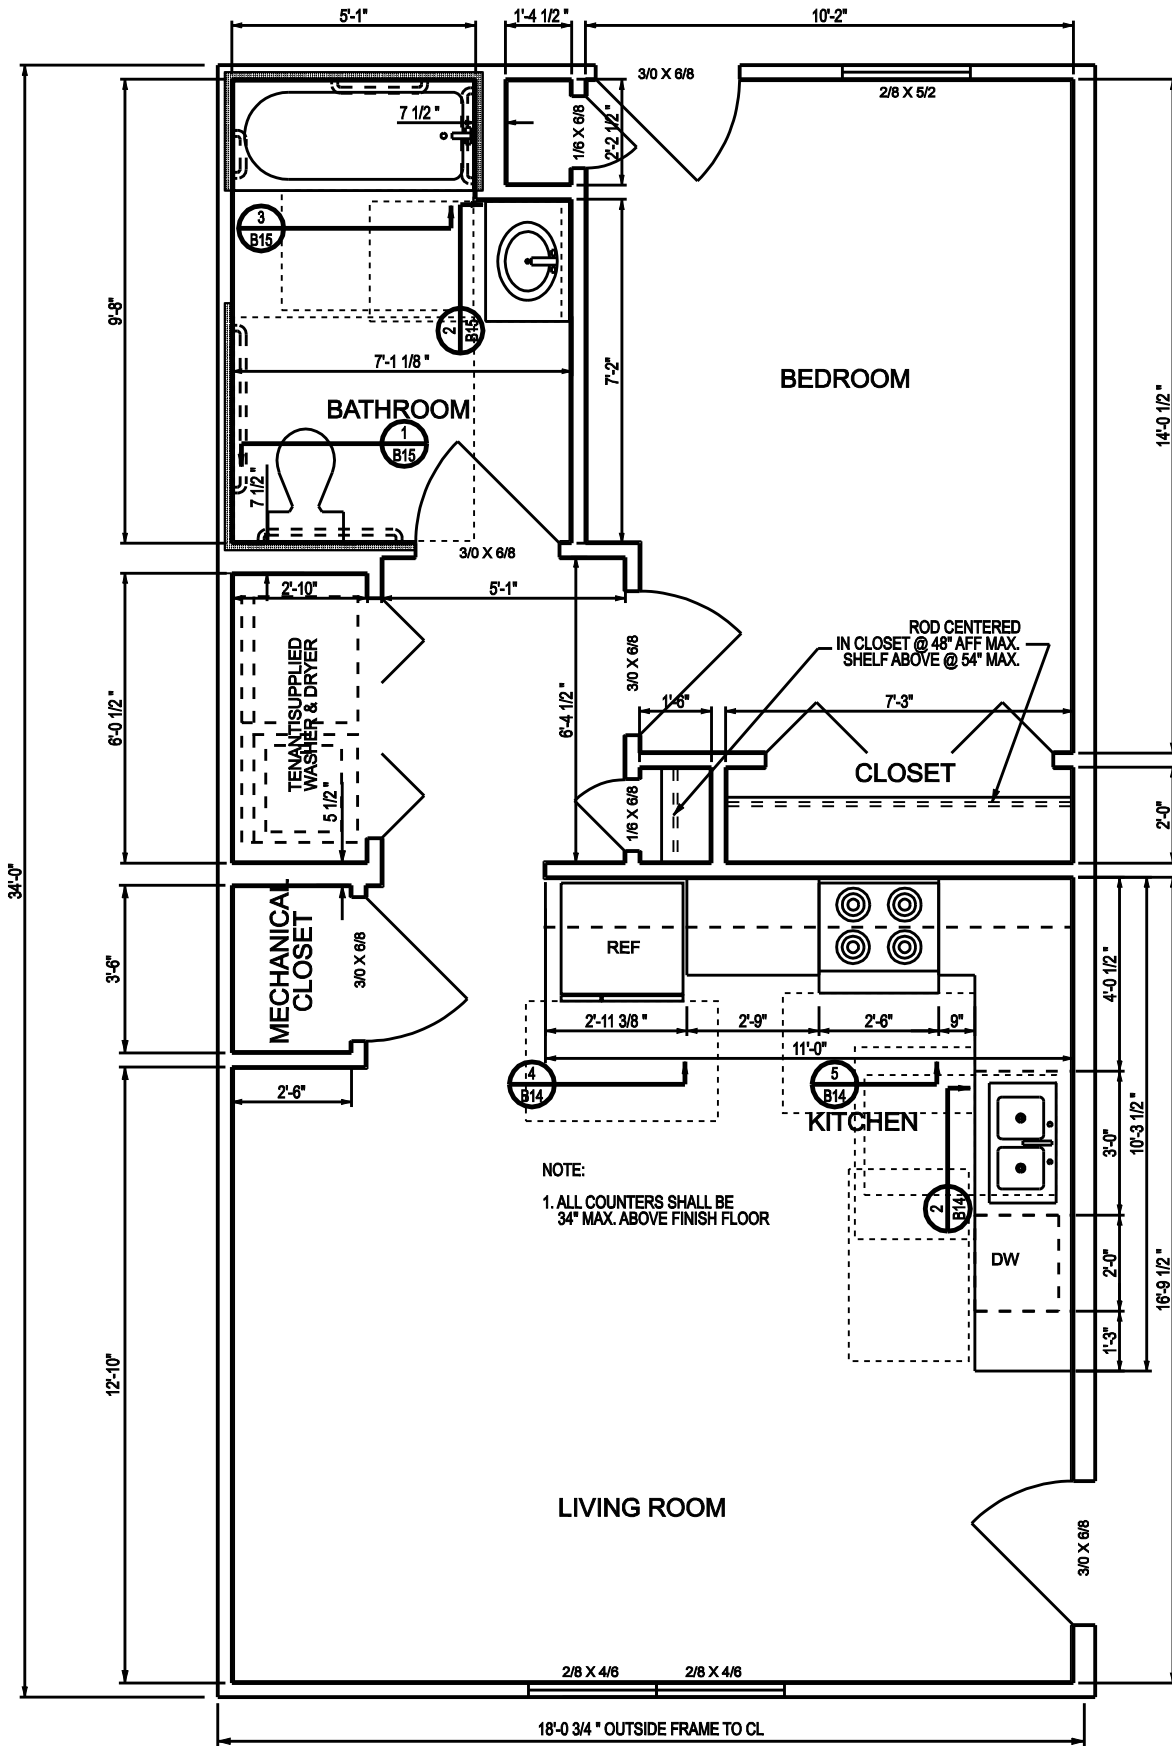 5'-1"
1'-4 1/2 "
10'-2"
3/0 X 6/8
2/8 X 5/2
7 1/2 "
1/6 X 6/8
2'-2 1/2 "
3
B15
9'-8"
2
B15
7'-1 1/8 "
7'-2"
BEDROOM
BATHROOM
14'-0 1/2 "
1
B15
7 1/2 "
3/0 X 6/8
2'-10"
5'-1"
ROD CENTERED
IN CLOSET @ 48" AFF MAX.
SHELF ABOVE @ 54" MAX.
TENANT SUPPLIED
WASHER & DRYER
3/0 X 6/8
6'-0 1/2 "
6'-4 1/2 "
1'-6"
7'-3"
CLOSET
5 1/2 "
1/6 X 6/8
2'-0"
34'-0"
MECHANICAL
CLOSET
3/0 X 6/8
3'-6"
REF
4'-0 1/2 "
2'-11 3/8 "
2'-9"
2'-6"
9"
11'-0"
4
B14
5
B14
2'-6"
KITCHEN
3'-0"
10'-3 1/2 "
NOTE:
1. ALL COUNTERS SHALL BE
34" MAX. ABOVE FINISH FLOOR
2
B14
DW
2'-0"
16'-9 1/2 "
1'-3"
12'-10"
LIVING ROOM
3/0 X 6/8
2/8 X 4/6
2/8 X 4/6
18'-0 3/4 " OUTSIDE FRAME TO CL